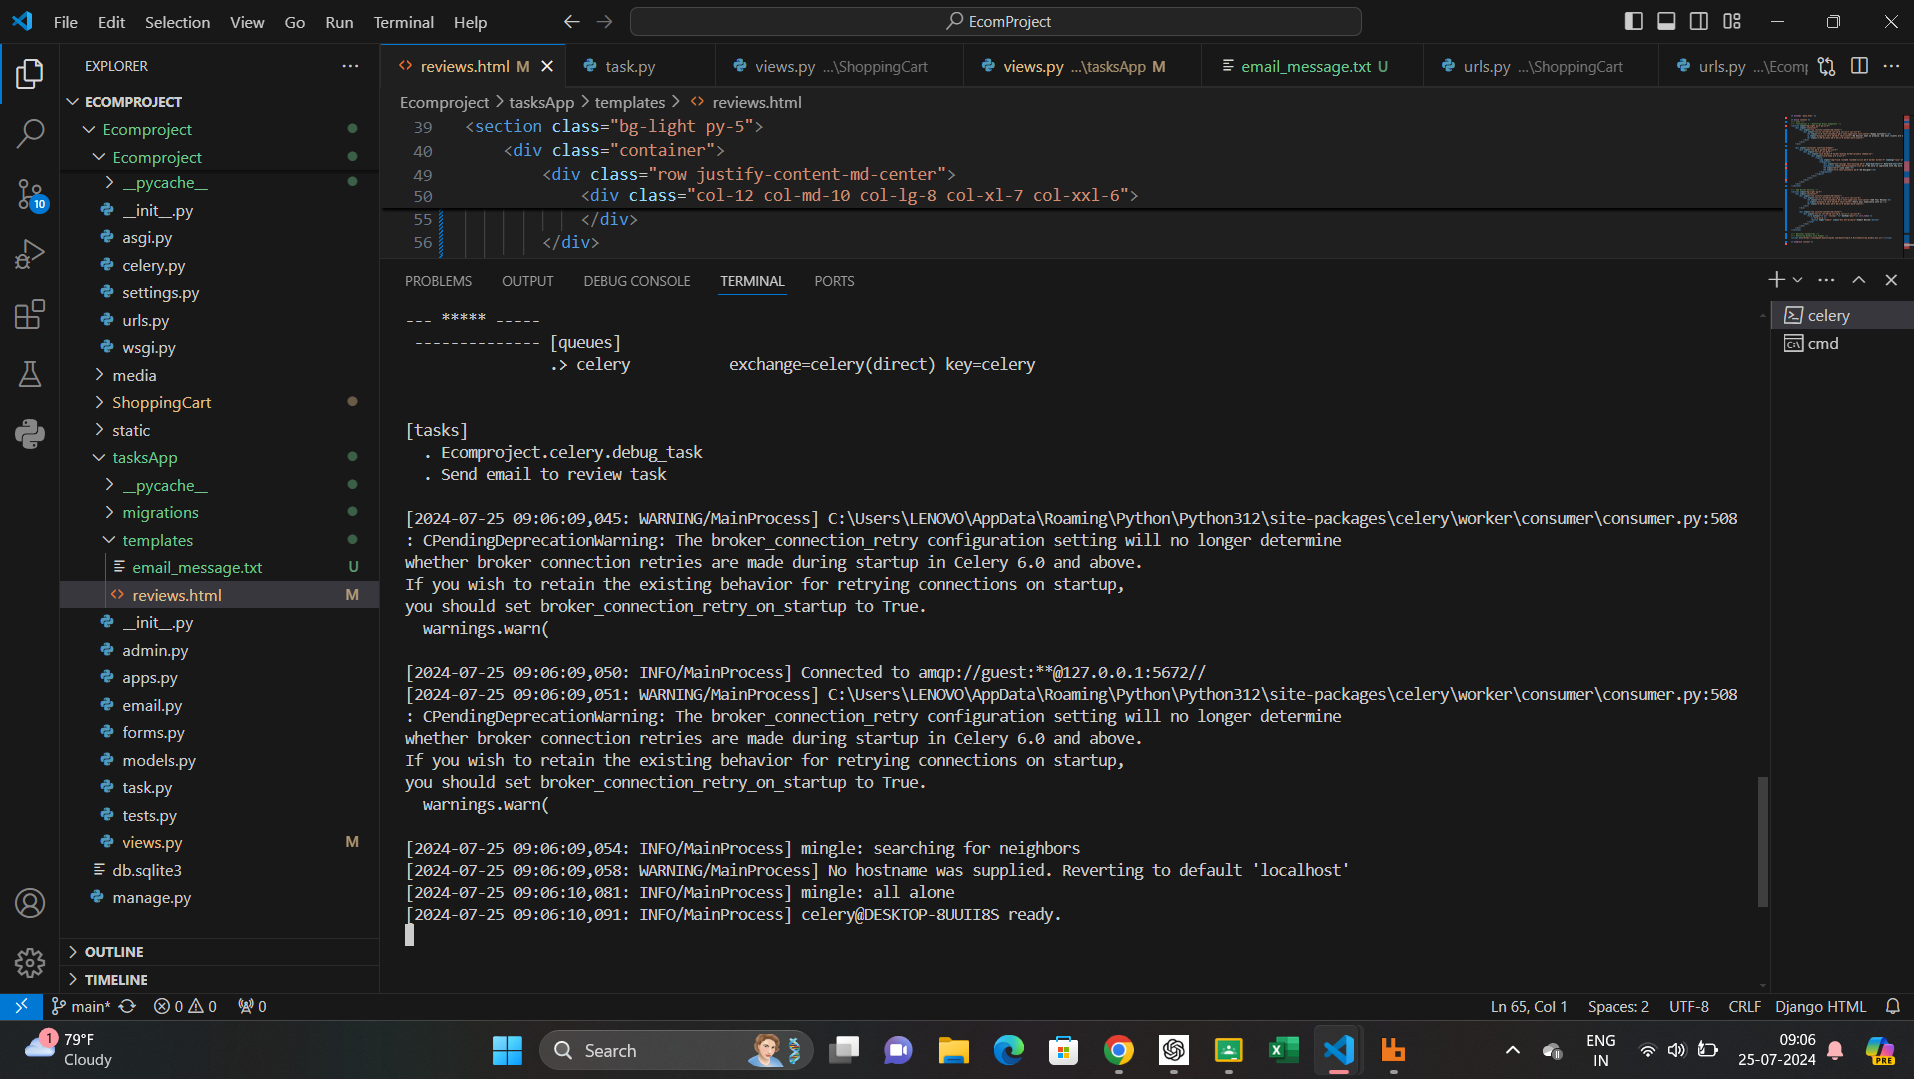 File Edit Selection View Go Run Terminal Help
EcomProject
EXPLORER
ECOMPROJECT
Ecomproject
Ecomproject
__pycache__
__init__.py
asgi.py
celery.py
settings.py
urls.py
wsgi.py
media
ShoppingCart
static
tasksApp
__pycache__
migrations
templates
email_message.txt U
reviews.html M
__init__.py
admin.py
apps.py
email.py
forms.py
models.py
task.py
tests.py
views.py M
db.sqlite3
manage.py
OUTLINE
TIMELINE
10
reviews.html M task.py views.py ...\ShoppingCart views.py ...\tasksApp M email_message.txt U urls.py ...\ShoppingCart urls.py ...\Ecom
Ecomproject > tasksApp > templates > reviews.html
39 <section class="bg-light py-5">
40 <div class="container">
49 <div class="row justify-content-md-center">
50 <div class="col-12 col-md-10 col-lg-8 col-xl-7 col-xxl-6">
55 </div>
56 </div>
PROBLEMS OUTPUT DEBUG CONSOLE TERMINAL PORTS
celery
cmd
--- ***** -----
-------------- [queues]
.> celery exchange=celery(direct) key=celery
[tasks]
. Ecomproject.celery.debug_task
. Send email to review task
[2024-07-25 09:06:09,045: WARNING/MainProcess] C:\Users\LENOVO\AppData\Roaming\Python\Python312\site-packages\celery\worker\consumer\consumer.py:508
: CPendingDeprecationWarning: The broker_connection_retry configuration setting will no longer determine
whether broker connection retries are made during startup in Celery 6.0 and above.
If you wish to retain the existing behavior for retrying connections on startup,
you should set broker_connection_retry_on_startup to True.
warnings.warn(
[2024-07-25 09:06:09,050: INFO/MainProcess] Connected to amqp://guest:**@127.0.0.1:5672//
[2024-07-25 09:06:09,051: WARNING/MainProcess] C:\Users\LENOVO\AppData\Roaming\Python\Python312\site-packages\celery\worker\consumer\consumer.py:508
: CPendingDeprecationWarning: The broker_connection_retry configuration setting will no longer determine
whether broker connection retries are made during startup in Celery 6.0 and above.
If you wish to retain the existing behavior for retrying connections on startup,
you should set broker_connection_retry_on_startup to True.
warnings.warn(
[2024-07-25 09:06:09,054: INFO/MainProcess] mingle: searching for neighbors
[2024-07-25 09:06:09,058: WARNING/MainProcess] No hostname was supplied. Reverting to default 'localhost'
[2024-07-25 09:06:10,081: INFO/MainProcess] mingle: all alone
[2024-07-25 09:06:10,091: INFO/MainProcess] celery@DESKTOP-8UUII8S ready.
main* 0 0 0 Ln 65, Col 1 Spaces: 2 UTF-8 CRLF Django HTML
1 79°F
Cloudy
Search
ENG
IN
09:06
25-07-2024
PRE